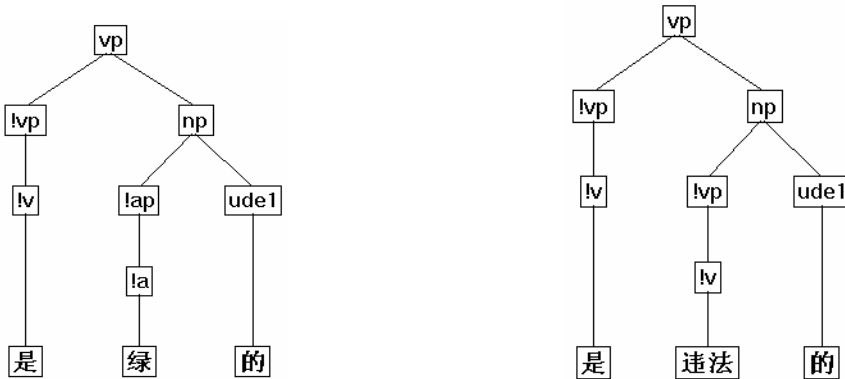 vp vp
!vp np !vp np
!v !ap ude1 !v !vp ude1
!a !v
是 绿 的 是 违法 的